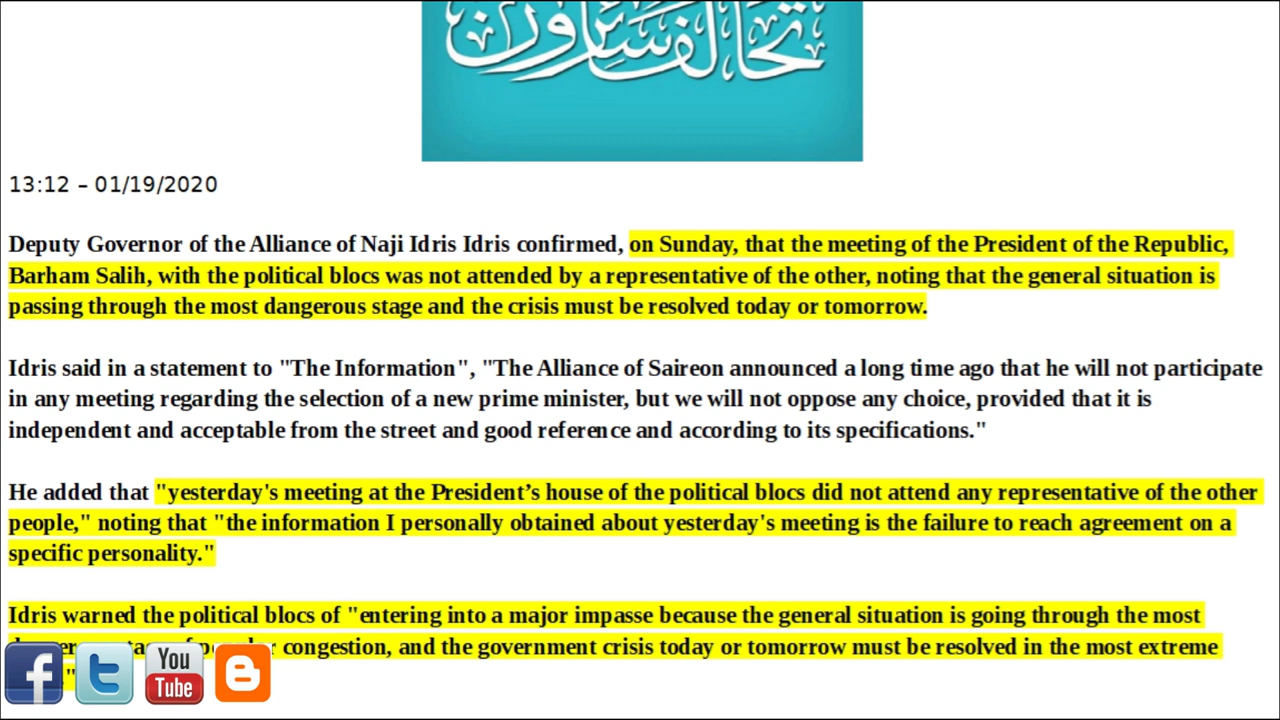 تحالف سائرون
13:12 – 01/19/2020
Deputy Governor of the Alliance of Naji Idris Idris confirmed, on Sunday, that the meeting of the President of the Republic,
Barham Salih, with the political blocs was not attended by a representative of the other, noting that the general situation is
passing through the most dangerous stage and the crisis must be resolved today or tomorrow.
Idris said in a statement to "The Information", "The Alliance of Saireon announced a long time ago that he will not participate
in any meeting regarding the selection of a new prime minister, but we will not oppose any choice, provided that it is
independent and acceptable from the street and good reference and according to its specifications."
He added that "yesterday's meeting at the President’s house of the political blocs did not attend any representative of the other
people," noting that "the information I personally obtained about yesterday's meeting is the failure to reach agreement on a
specific personality."
Idris warned the political blocs of "entering into a major impasse because the general situation is going through the most
congestion, and the government crisis today or tomorrow must be resolved in the most extreme
f t You Tube B